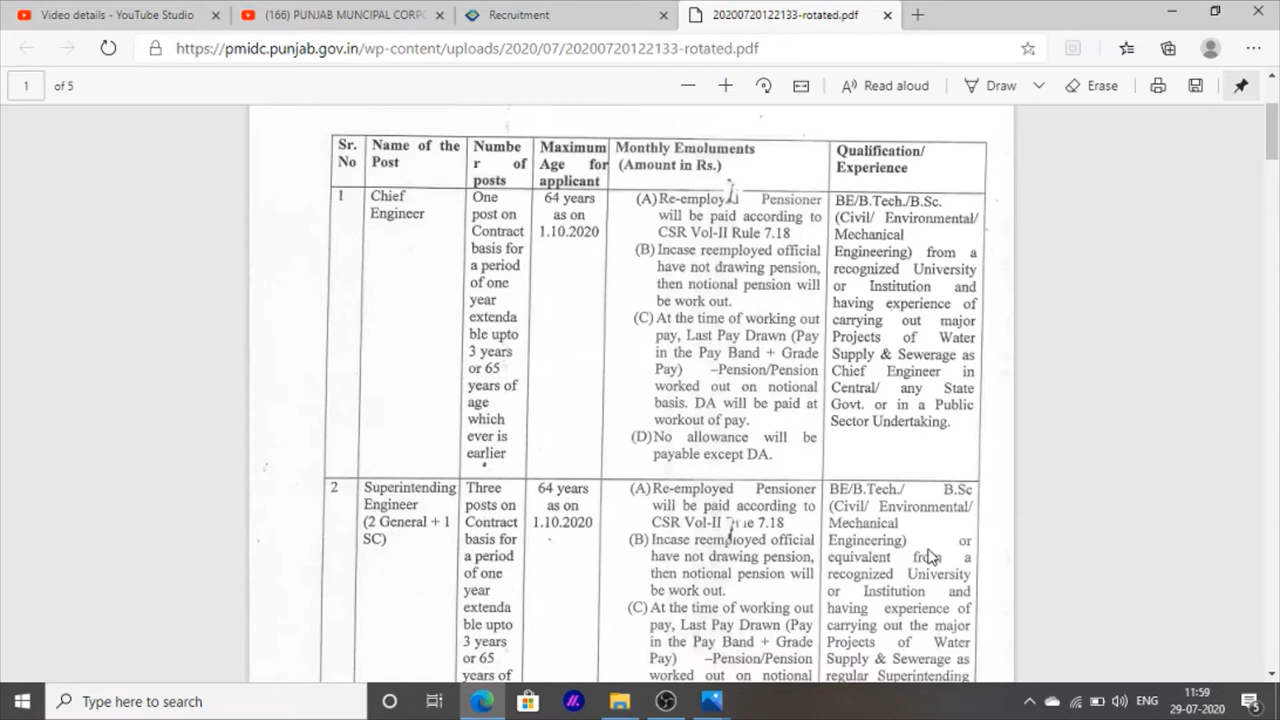 Video details - YouTube Studio
(166) PUNJAB MUNCIPAL CORPO
Recruitment
20200720122133-rotated.pdf
https://pmidc.punjab.gov.in/wp-content/uploads/2020/07/20200720122133-rotated.pdf
1 of 5
Read aloud
Draw
Erase
Sr. No
Name of the Post
Numbe r of posts
Maximum Age for applicant
Monthly Emoluments (Amount in Rs.)
Qualification/ Experience
1
Chief
Engineer
One
post on
Contract
basis for
a period
of one
year
extenda
ble upto
3 years
or 65
years of
age
which
ever is
earlier
64 years
as on
1.10.2020
(A) Re-employed Pensioner
will be paid according to
CSR Vol-II Rule 7.18
(B) Incase reemployed official
have not drawing pension,
then notional pension will
be work out.
(C) At the time of working out
pay, Last Pay Drawn (Pay
in the Pay Band + Grade
Pay) –Pension/Pension
worked out on notional
basis. DA will be paid at
workout of pay.
(D) No allowance will be
payable except DA.
BE/B.Tech./B.Sc.
(Civil/ Environmental/
Mechanical
Engineering) from a
recognized University
or Institution and
having experience of
carrying out major
Projects of Water
Supply & Sewerage as
Chief Engineer in
Central/ any State
Govt. or in a Public
Sector Undertaking.
2
Superintending
Engineer
(2 General + 1
SC)
Three
posts on
Contract
basis for
a period
of one
year
extenda
ble upto
3 years
or 65
years of
64 years
as on
1.10.2020
(A) Re-employed Pensioner
will be paid according to
CSR Vol-II Rule 7.18
(B) Incase reemployed official
have not drawing pension,
then notional pension will
be work out.
(C) At the time of working out
pay, Last Pay Drawn (Pay
in the Pay Band + Grade
Pay) –Pension/Pension
worked out on notional
BE/B.Tech./ B.Sc
(Civil/ Environmental/
Mechanical
Engineering) or
equivalent from a
recognized University
or Institution and
having experience of
carrying out the major
Projects of Water
Supply & Sewerage as
regular Superintending
Type here to search
ENG
11:59
29-07-2020
5